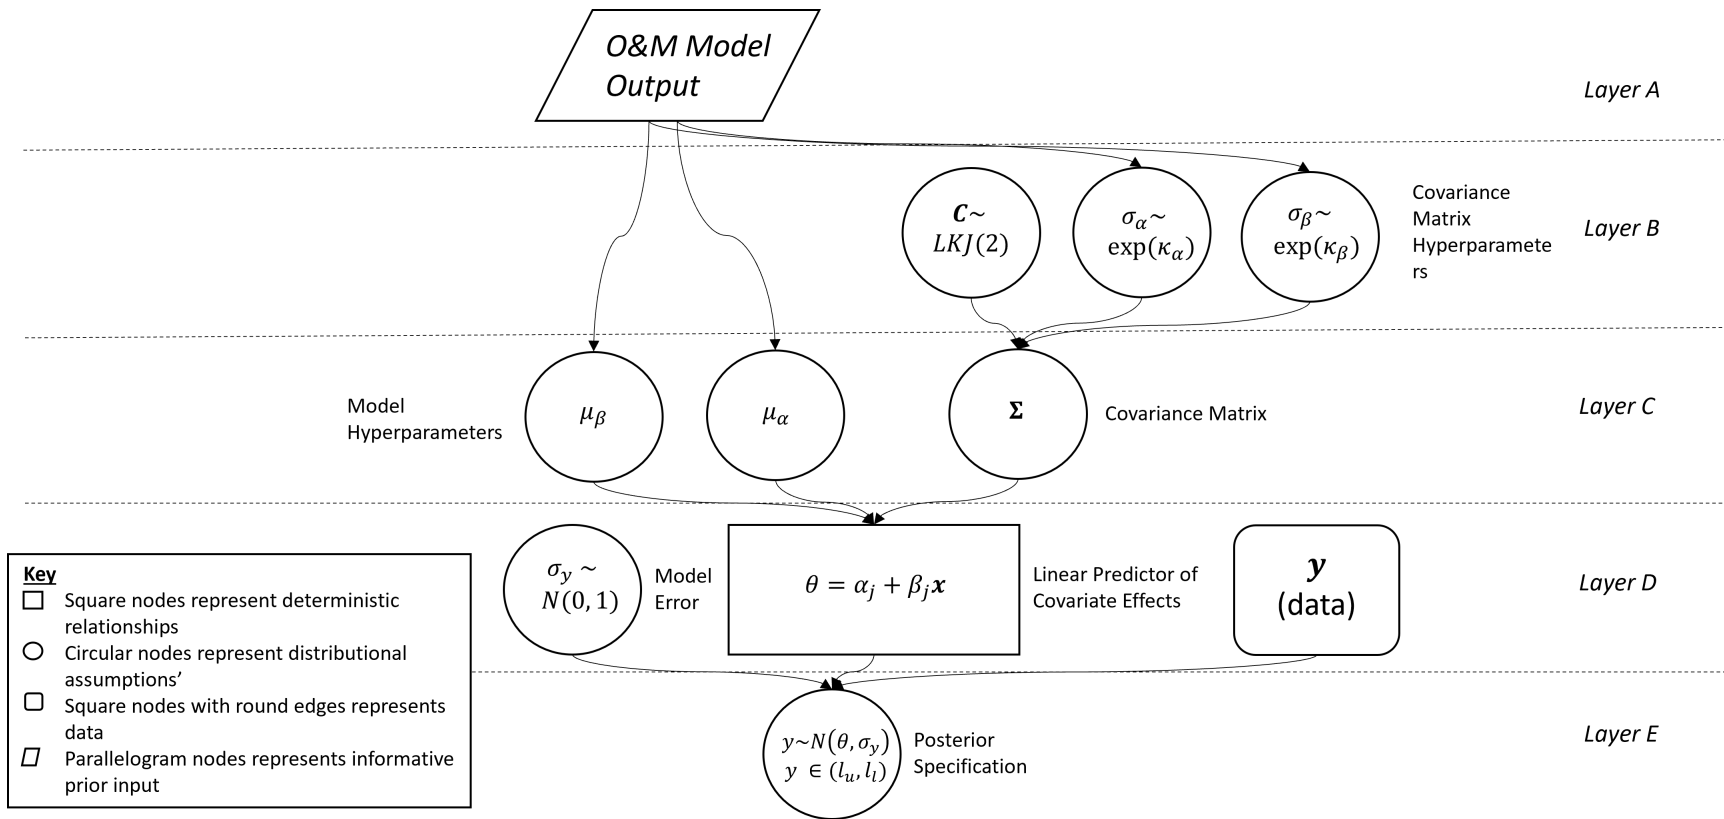 O&M Model
Output
Layer A
C~
LKJ(2)
σ_α~
exp(κ_α)
σ_β~
exp(κ_β)
Covariance
Matrix
Hyperparamete
rs
Layer B
Model
Hyperparameters
μ_β
μ_α
Σ
Covariance Matrix
Layer C
σ_y ~
N(0, 1)
Model
Error
θ = α_j + β_j x
Linear Predictor of
Covariate Effects
y
(data)
Layer D
Key
Square nodes represent deterministic
relationships
Circular nodes represent distributional
assumptions’
Square nodes with round edges represents
data
Parallelogram nodes represents informative
prior input
y~N(θ, σ_y)
y ∈ (l_u, l_l)
Posterior
Specification
Layer E